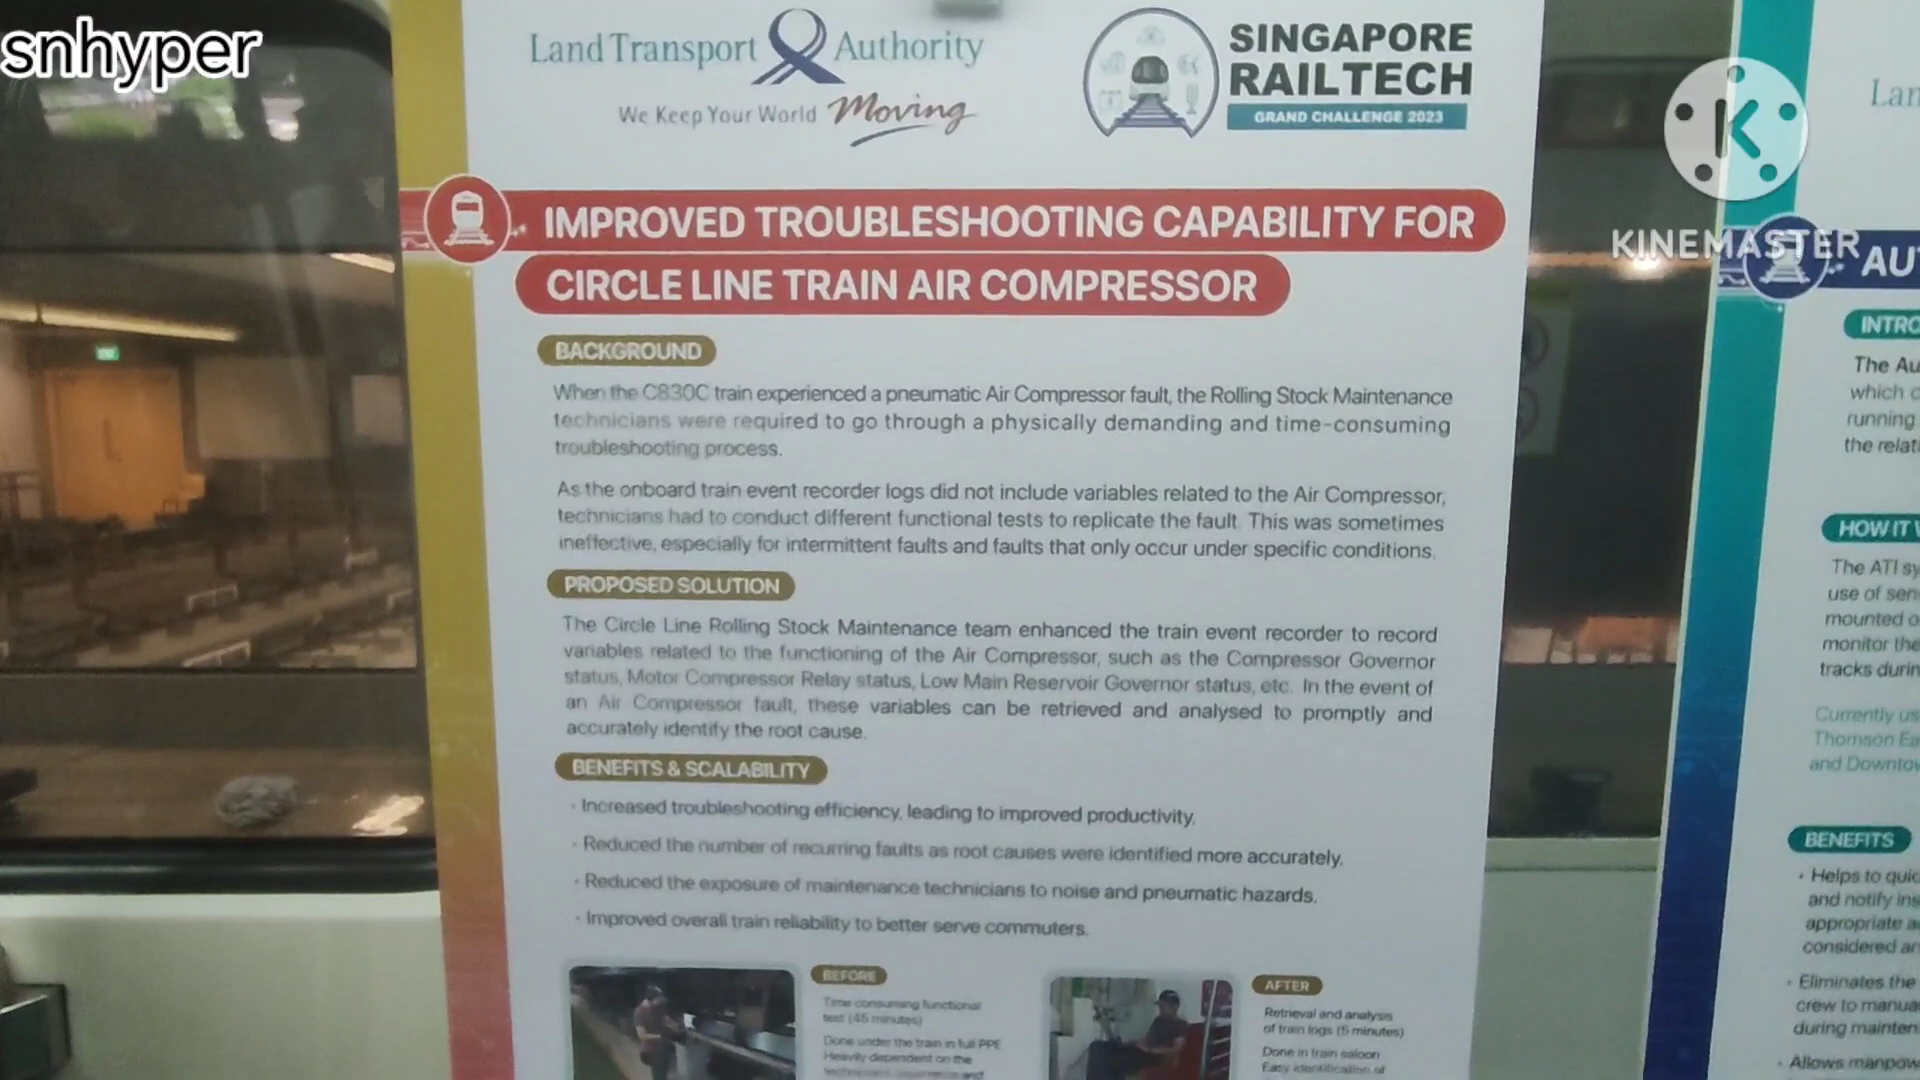 snhyper
Land Transport Authority
We Keep Your World Moving
SINGAPORE
RAILTECH
GRAND CHALLENGE 2023
KINEMASTER
IMPROVED TROUBLESHOOTING CAPABILITY FOR
CIRCLE LINE TRAIN AIR COMPRESSOR
BACKGROUND
When the C830C train experienced a pneumatic Air Compressor fault, the Rolling Stock Maintenance
technicians were required to go through a physically demanding and time-consuming
troubleshooting process.
As the onboard train event recorder logs did not include variables related to the Air Compressor,
technicians had to conduct different functional tests to replicate the fault. This was sometimes
ineffective, especially for intermittent faults and faults that only occur under specific conditions.
PROPOSED SOLUTION
The Circle Line Rolling Stock Maintenance team enhanced the train event recorder to record
variables related to the functioning of the Air Compressor, such as the Compressor Governor
status, Motor Compressor Relay status, Low Main Reservoir Governor status, etc. In the event of
an Air Compressor fault, these variables can be retrieved and analysed to promptly and
accurately identify the root cause.
BENEFITS & SCALABILITY
· Increased troubleshooting efficiency, leading to improved productivity.
· Reduced the number of recurring faults as root causes were identified more accurately.
· Reduced the exposure of maintenance technicians to noise and pneumatic hazards.
· Improved overall train reliability to better serve commuters.
BEFORE
Time consuming functional
test (45 minutes)
Done under the train in full PPE
Heavily dependent on the
AFTER
Retrieval and analysis
of train logs (5 minutes)
Done in train saloon
Easy identification of
Lan
AU
INTRO
The Au
which c
running
the relat
HOW IT
The ATI sy
use of sen
mounted o
monitor the
tracks durin
Currently us
Thomson Ea
and Downtow
BENEFITS
· Helps to quic
and notify ins
appropriate a
considered an
· Eliminates the
crew to manua
during mainten
· Allows manpow